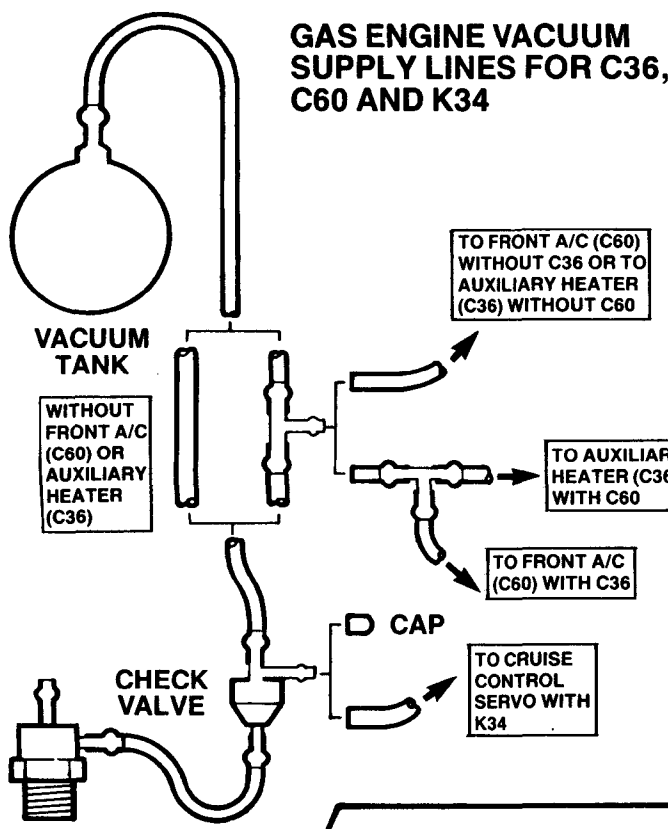 GAS ENGINE VACUUM
SUPPLY LINES FOR C36,
C60 AND K34
TO FRONT A/C (C60)
WITHOUT C36 OR TO
AUXILIARY HEATER
(C36) WITHOUT C60
VACUUM
TANK
WITHOUT
FRONT A/C
(C60) OR
AUXILIARY
HEATER
(C36)
TO AUXILIAR
HEATER (C36
WITH C60
TO FRONT A/C
(C60) WITH C36
CAP
CHECK
VALVE
TO CRUISE
CONTROL
SERVO WITH
K34